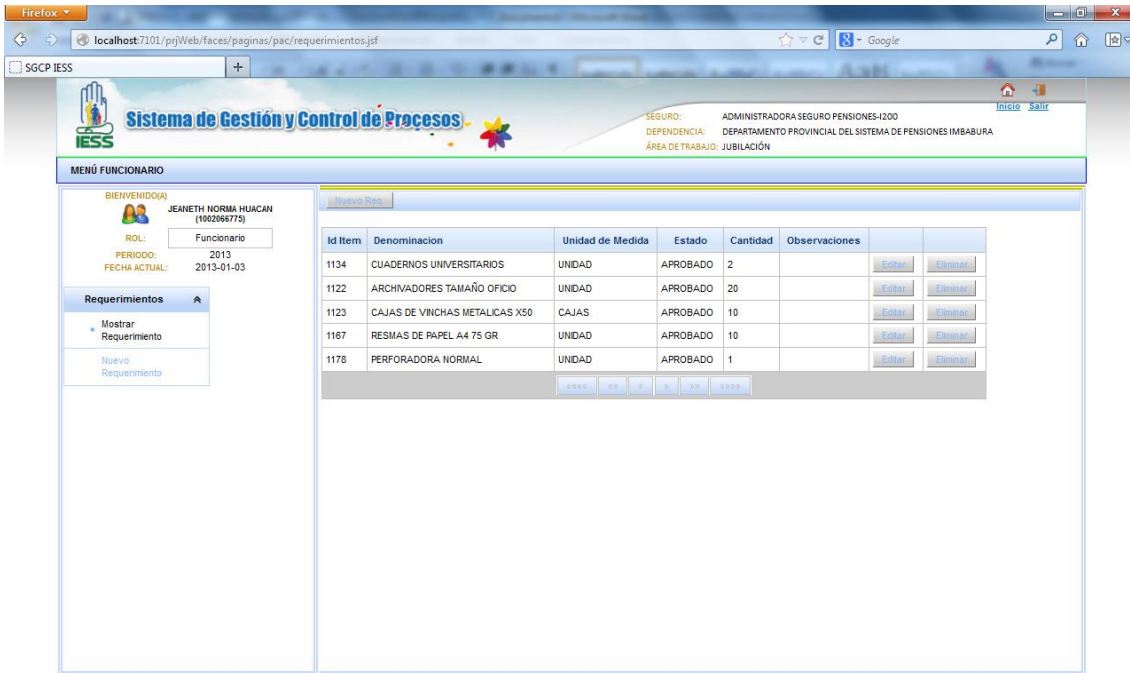 Firefox
localhost:7101/prjWeb/faces/paginas/pac/requerimientos.jsf
Google
SGCP IESS
+
IESS
Sistema de Gestión y Control de Procesos
Inicio Salir
SEGURO: ADMINISTRADORA SEGURO PENSIONES-I200
DEPENDENCIA: DEPARTAMENTO PROVINCIAL DEL SISTEMA DE PENSIONES IMBABURA
ÁREA DE TRABAJO: JUBILACIÓN
MENÚ FUNCIONARIO
BIENVENIDO(A)
JEANETH NORMA HUACAN
(1002066775)
ROL: Funcionario
PERIODO: 2013
FECHA ACTUAL: 2013-01-03
Requerimientos
Mostrar
Requerimiento
Nuevo
Requerimiento
Nuevo Req.
Id Item Denominacion Unidad de Medida Estado Cantidad Observaciones
1134 CUADERNOS UNIVERSITARIOS UNIDAD APROBADO 2 Editar Eliminar
1122 ARCHIVADORES TAMAÑO OFICIO UNIDAD APROBADO 20 Editar Eliminar
1123 CAJAS DE VINCHAS METALICAS X50 CAJAS APROBADO 10 Editar Eliminar
1167 RESMAS DE PAPEL A4 75 GR UNIDAD APROBADO 10 Editar Eliminar
1178 PERFORADORA NORMAL UNIDAD APROBADO 1 Editar Eliminar
<<<< << < > >> >>>>